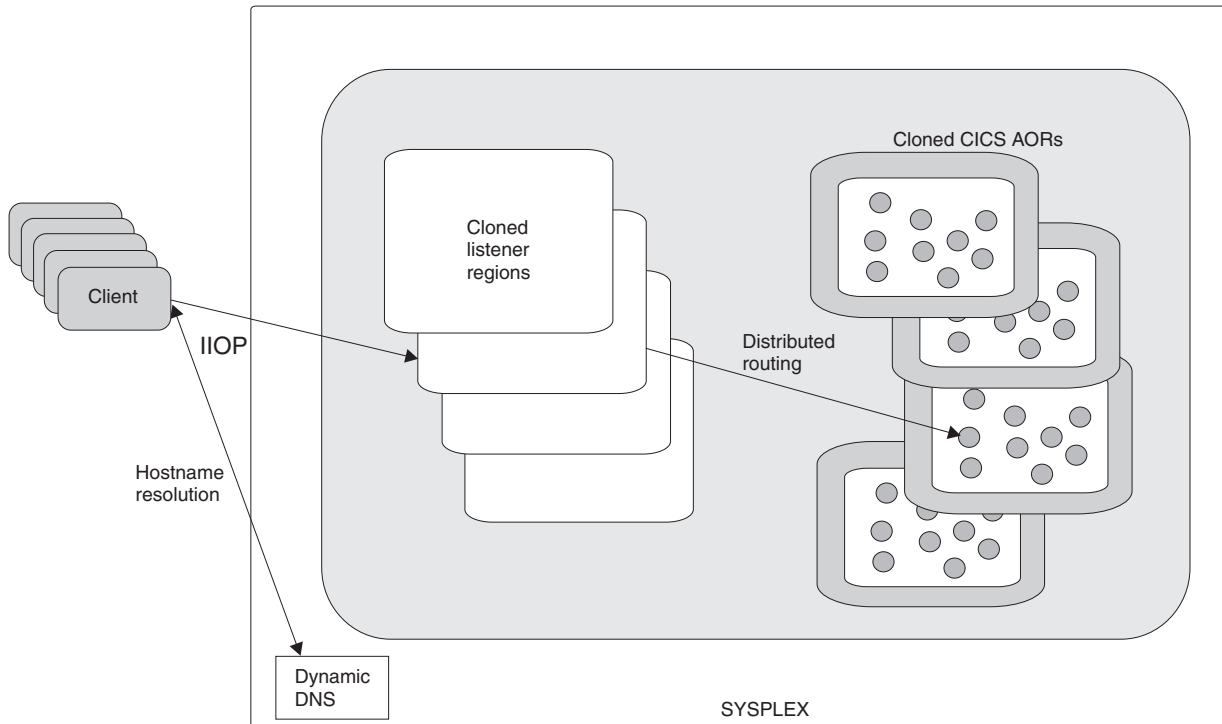 Cloned CICS AORs
Cloned
listener
regions
Client
IIOP
Distributed
routing
Hostname
resolution
Dynamic
DNS
SYSPLEX